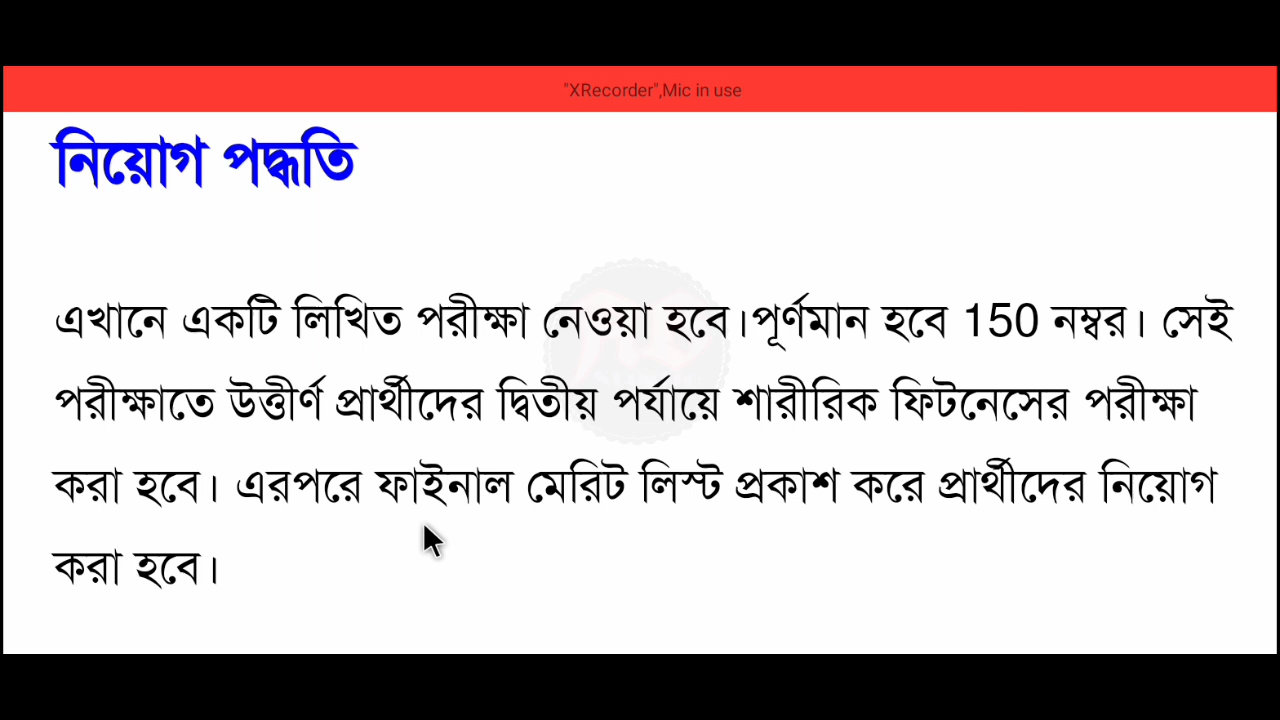 "XRecorder",Mic in use
নিয়োগ পদ্ধতি
এখানে একটি লিখিত পরীক্ষা নেওয়া হবে।পূর্ণমান হবে 150 নম্বর। সেই
পরীক্ষাতে উত্তীর্ণ প্রার্থীদের দ্বিতীয় পর্যায়ে শারীরিক ফিটনেসের পরীক্ষা
করা হবে। এরপরে ফাইনাল মেরিট লিস্ট প্রকাশ করে প্রার্থীদের নিয়োগ
করা হবে।